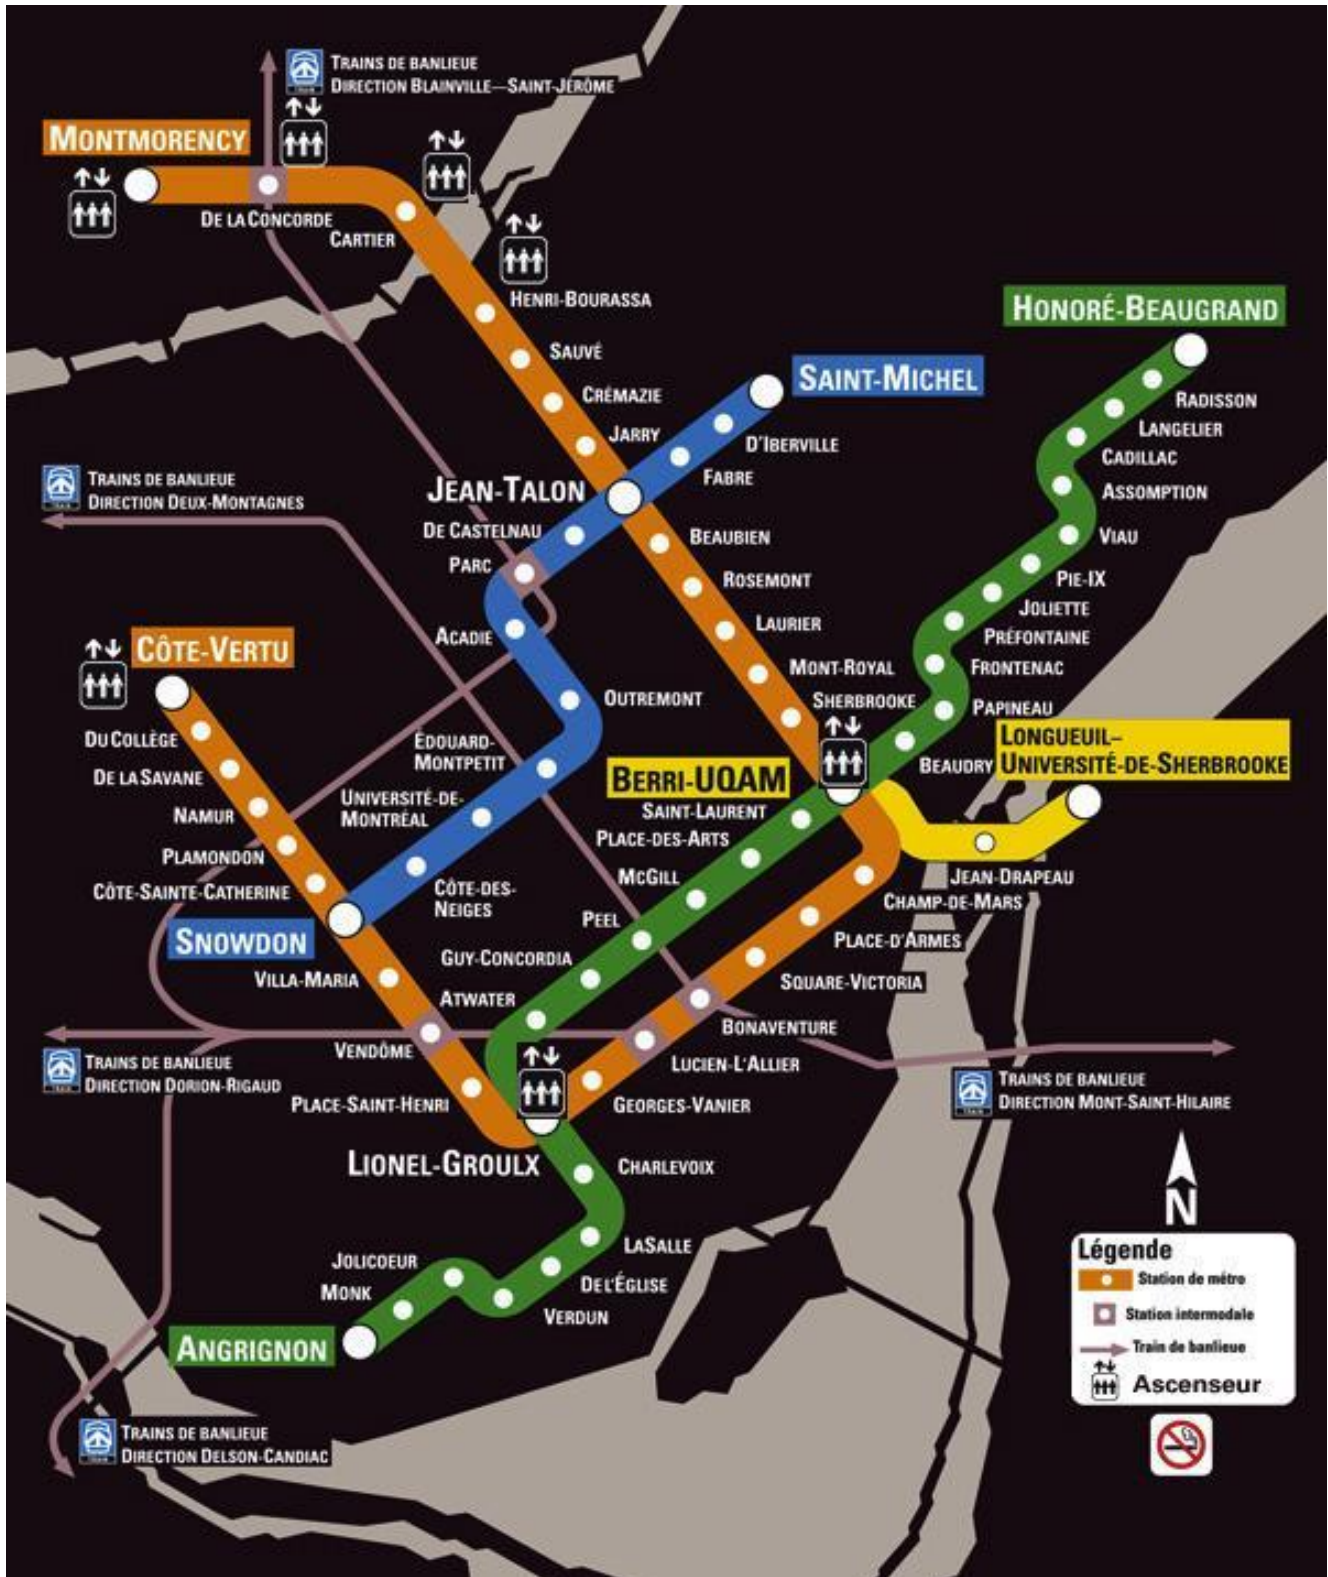 TRAINS DE BANLIEUE
DIRECTION BLAINVILLE—SAINT-JÉRÔME
MONTMORENCY
DE LA CONCORDE
CARTIER
HENRI-BOURASSA
HONORÉ-BEAUGRAND
SAUVÉ
SAINT-MICHEL
CRÉMAZIE
RADISSON
JARRY
LANGELIER
D'IBERVILLE
CADILLAC
FABRE
TRAINS DE BANLIEUE
DIRECTION DEUX-MONTAGNES
JEAN-TALON
ASSOMPTION
DE CASTELNAU
BEAUBIEN
VIAU
PARC
ROSEMONT
PIE-IX
JOLIETTE
LAURIER
ACADIE
PRÉFONTAINE
CÔTE-VERTU
MONT-ROYAL
FRONTENAC
OUTREMONT
SHERBROOKE
PAPINEAU
DU COLLÈGE
ÉDOUARD-
MONTPETIT
LONGUEUIL–
UNIVERSITÉ-DE-SHERBROOKE
BEAUDRY
DE LA SAVANE
BERRI-UQAM
UNIVERSITÉ-DE-
MONTRÉAL
SAINT-LAURENT
NAMUR
PLACE-DES-ARTS
PLAMONDON
MCGILL
JEAN-DRAPEAU
CÔTE-SAINTE-CATHERINE
CÔTE-DES-
NEIGES
CHAMP-DE-MARS
PEEL
SNOWDON
PLACE-D'ARMES
GUY-CONCORDIA
VILLA-MARIA
SQUARE-VICTORIA
ATWATER
BONAVENTURE
VENDÔME
LUCIEN-L'ALLIER
TRAINS DE BANLIEUE
DIRECTION DORION-RIGAUD
TRAINS DE BANLIEUE
DIRECTION MONT-SAINT-HILAIRE
PLACE-SAINT-HENRI
GEORGES-VANIER
LIONEL-GROULX
CHARLEVOIX
N
LASALLE
JOLICOEUR
DE L'ÉGLISE
MONK
VERDUN
ANGRIGNON
Légende
Station de métro
Station intermodale
Train de banlieue
Ascenseur
TRAINS DE BANLIEUE
DIRECTION DELSON-CANDIAC